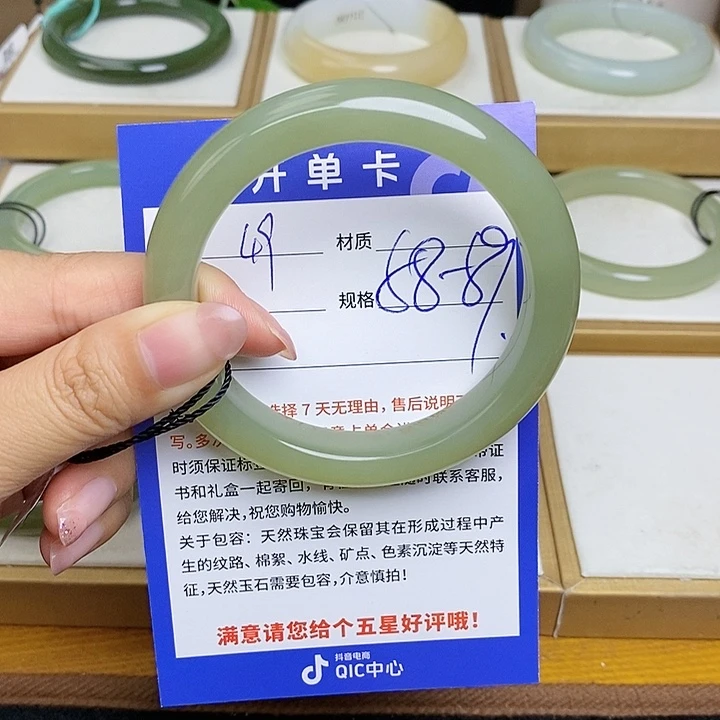 开单卡
材质
规格
选择7天无理由,售后说明
写。多
时须保证标
书和礼盒一起寄回,
时联系客服,
给您解决,祝您购物愉快。
关于包容:天然珠宝会保留其在形成过程中产
生的纹路、棉絮、水线、矿点、色素沉淀等天然特
征,天然玉石需要包容,介意慎拍!
满意请您给个五星好评哦!
抖音电商
QIC中心